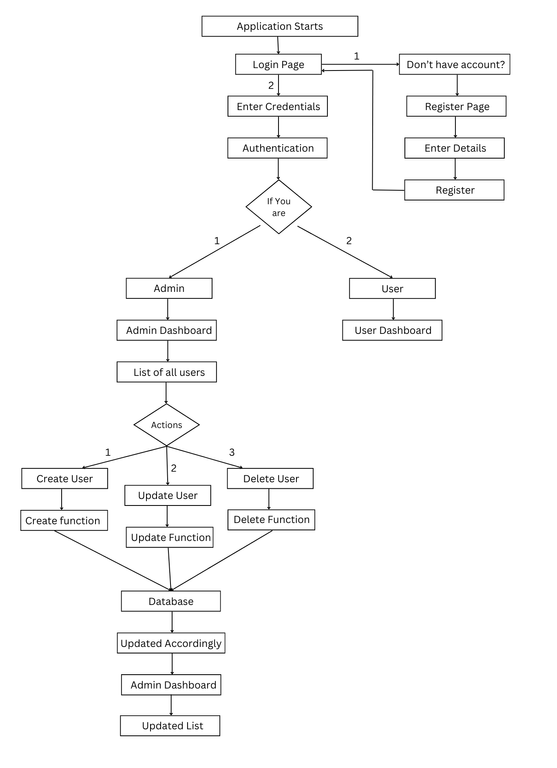 Application Starts
Login Page
1
Don't have account?
2
Enter Credentials
Register Page
Authentication
Enter Details
Register
If You
are
1
2
Admin
User
Admin Dashboard
User Dashboard
List of all users
Actions
1
2
3
Create User
Update User
Delete User
Create function
Update Function
Delete Function
Database
Updated Accordingly
Admin Dashboard
Updated List